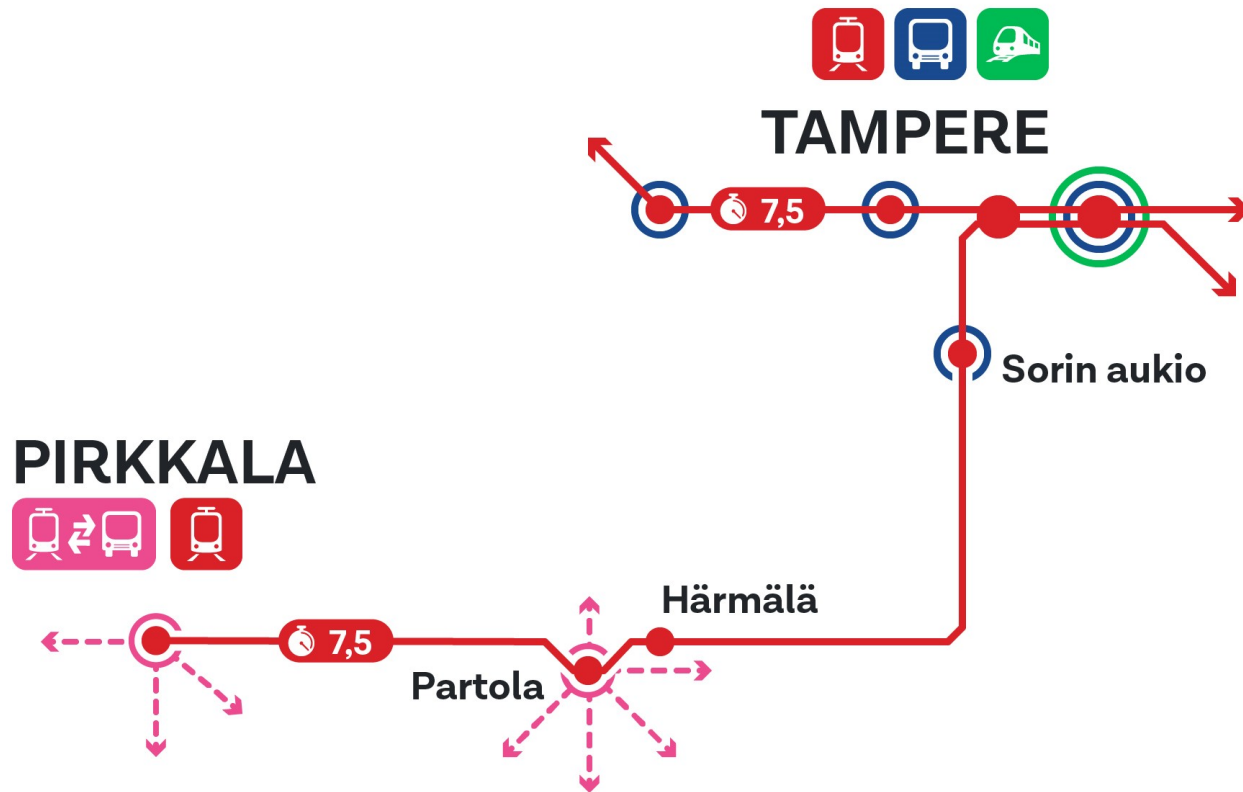 TAMPERE
7,5
Sorin aukio
PIRKKALA
Härmälä
7,5
Partola